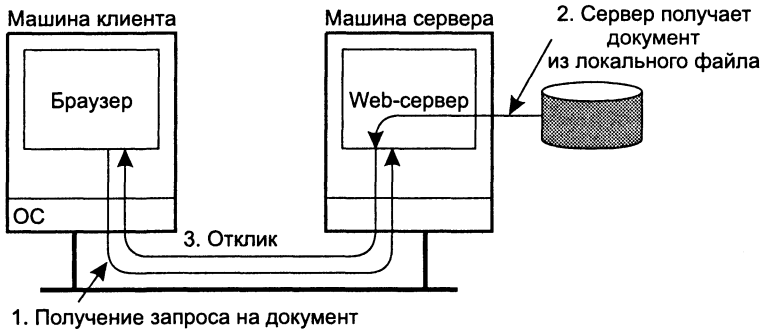 Машина клиента
Машина сервера
2. Сервер получает
документ
из локального файла
Браузер
Web-сервер
ОС
3. Отклик
1. Получение запроса на документ